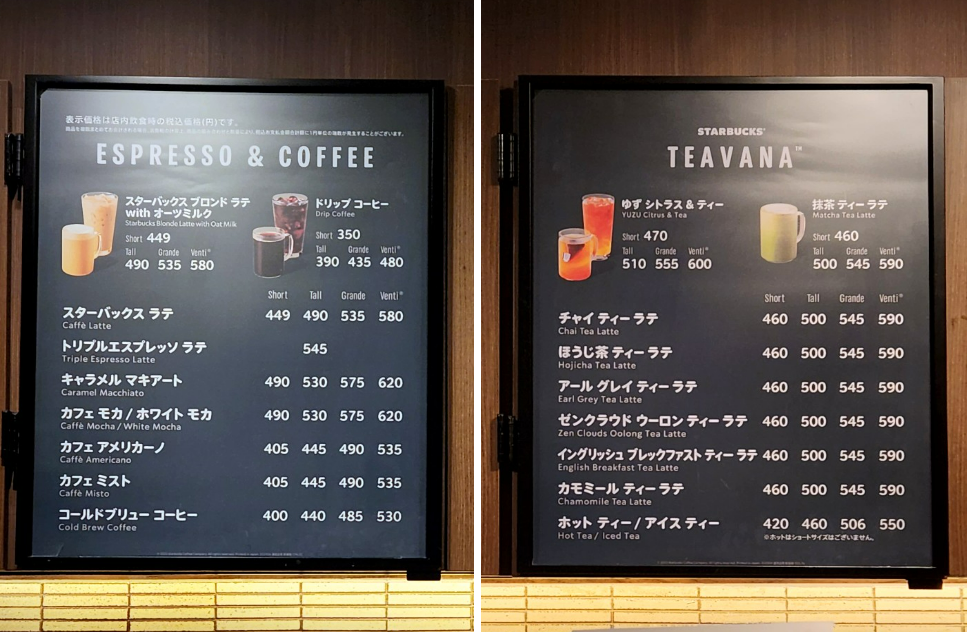 表示価格は店内飲食時の税込価格(円)です。
ESPRESSO & COFFEE
スターバックス ブロンド ラテ
with オーツミルク
Starbucks Blonde Latte with Oat Milk
Short 449
Tall Grande Venti®
490 535 580
ドリップ コーヒー
Drip Coffee
Short 350
Tall Grande Venti®
390 435 480
Short Tall Grande Venti®
スターバックス ラテ 449 490 535 580
Caffè Latte
トリプルエスプレッソ ラテ 545
Triple Espresso Latte
キャラメル マキアート 490 530 575 620
Caramel Macchiato
カフェ モカ / ホワイト モカ 490 530 575 620
Caffè Mocha / White Mocha
カフェ アメリカーノ 405 445 490 535
Caffè Americano
カフェ ミスト 405 445 490 535
Caffè Misto
コールドブリュー コーヒー 400 440 485 530
Cold Brew Coffee
STARBUCKS®
TEAVANA™
ゆず シトラス & ティー
YUZU Citrus & Tea
Short 470
Tall Grande Venti®
510 555 600
抹茶 ティー ラテ
Matcha Tea Latte
Short 460
Tall Grande Venti®
500 545 590
Short Tall Grande Venti®
チャイ ティー ラテ 460 500 545 590
Chai Tea Latte
ほうじ茶 ティー ラテ 460 500 545 590
Hojicha Tea Latte
アール グレイ ティー ラテ 460 500 545 590
Earl Grey Tea Latte
ゼンクラウド ウーロン ティー ラテ 460 500 545 590
Zen Clouds Oolong Tea Latte
イングリッシュ ブレックファスト ティー ラテ 460 500 545 590
English Breakfast Tea Latte
カモミール ティー ラテ 460 500 545 590
Chamomile Tea Latte
ホット ティー / アイス ティー 420 460 506 550
Hot Tea / Iced Tea
※ホットはショートサイズはございません。